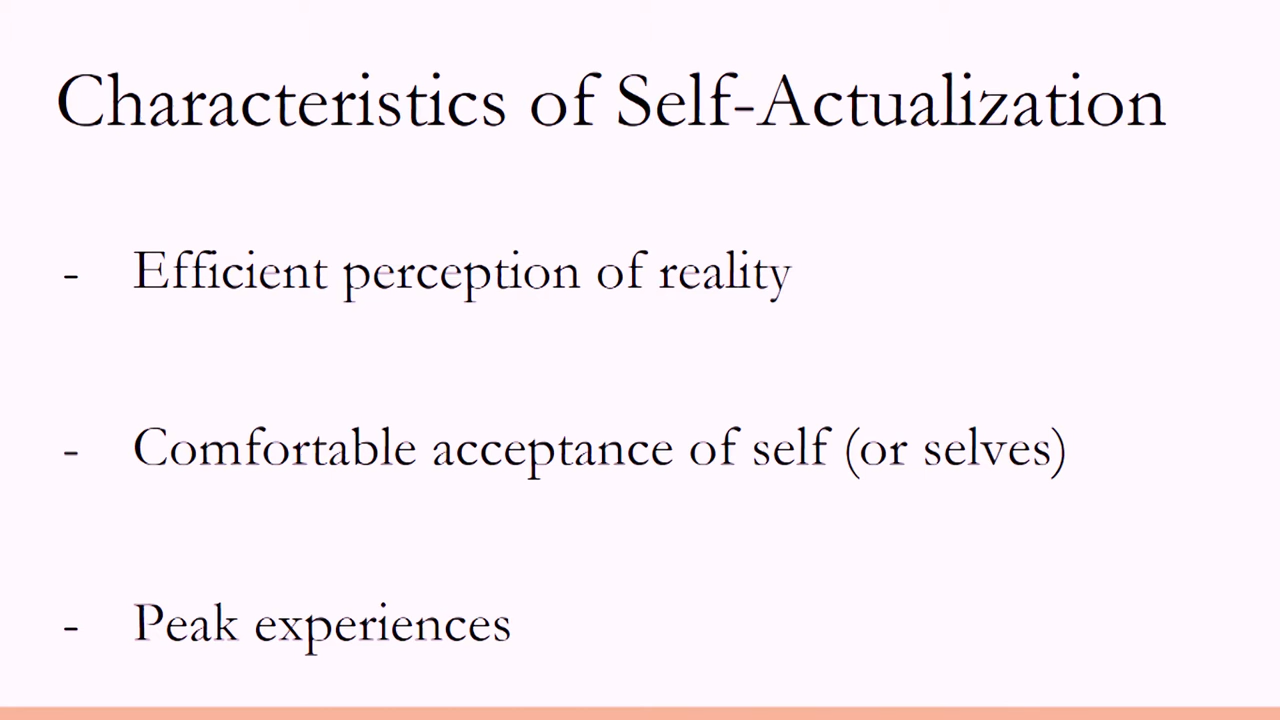 Characteristics of Self-Actualization
- Efficient perception of reality
- Comfortable acceptance of self (or selves)
- Peak experiences